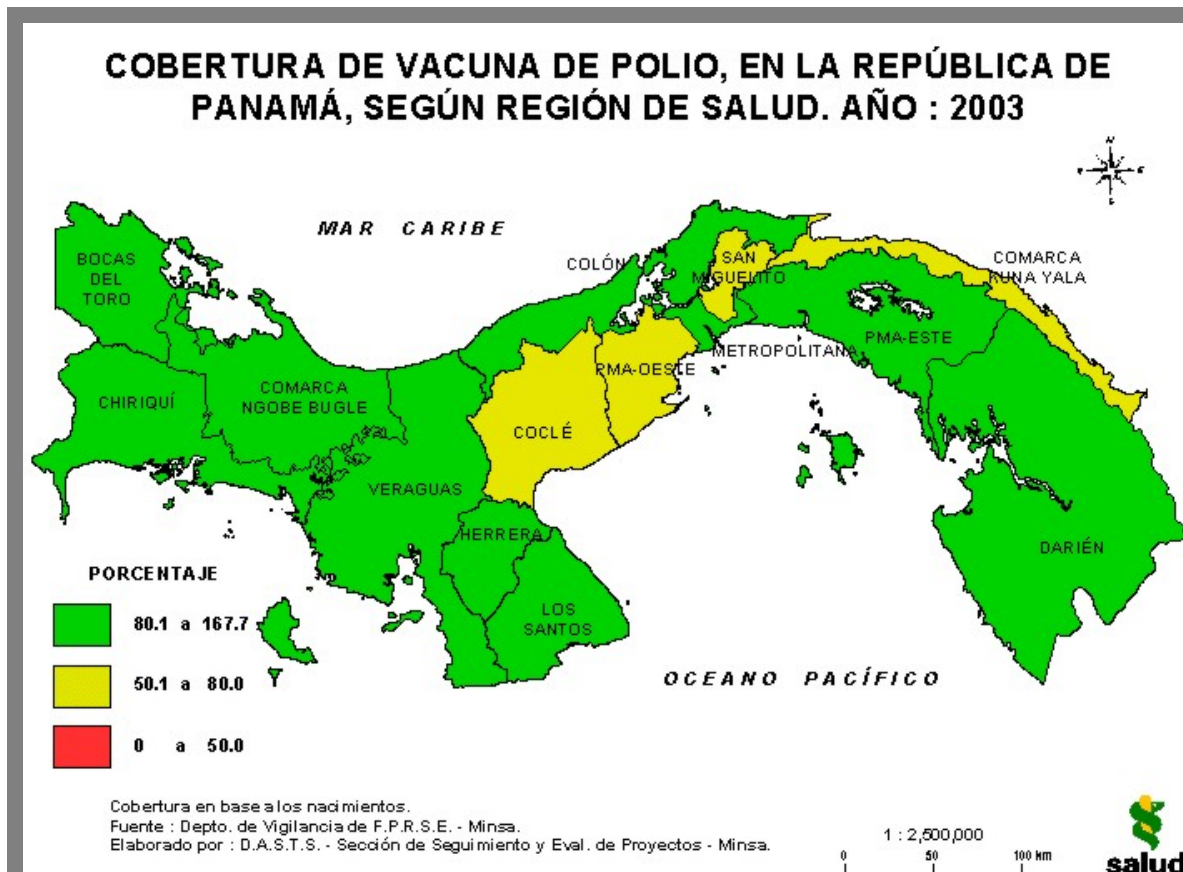 COBERTURA DE VACUNA DE POLIO, EN LA REPÚBLICA DE
PANAMÁ, SEGÚN REGIÓN DE SALUD. AÑO : 2003
N
E
S
MAR CARIBE
BOCAS
DEL
TORO
COLÓN
SAN
MIGUELITO
COMARCA
KUNA YALA
PMA-ESTE
METROPOLITANA
PMA-OESTE
CHIRIQUÍ
COMARCA
NGOBE BUGLE
COCLÉ
VERAGUAS
HERRERA
LOS
SANTOS
DARIÉN
OCEANO PACÍFICO
PORCENTAJE
80.1 a 167.7
50.1 a 80.0
0 a 50.0
Cobertura en base a los nacimientos.
Fuente : Depto. de Vigilancia de F.P.R.S.E. - Minsa.
Elaborado por : D.A.S.T.S. - Sección de Seguimiento y Eval. de Proyectos - Minsa.
1 : 2,500,000
0 50 100 km
salud